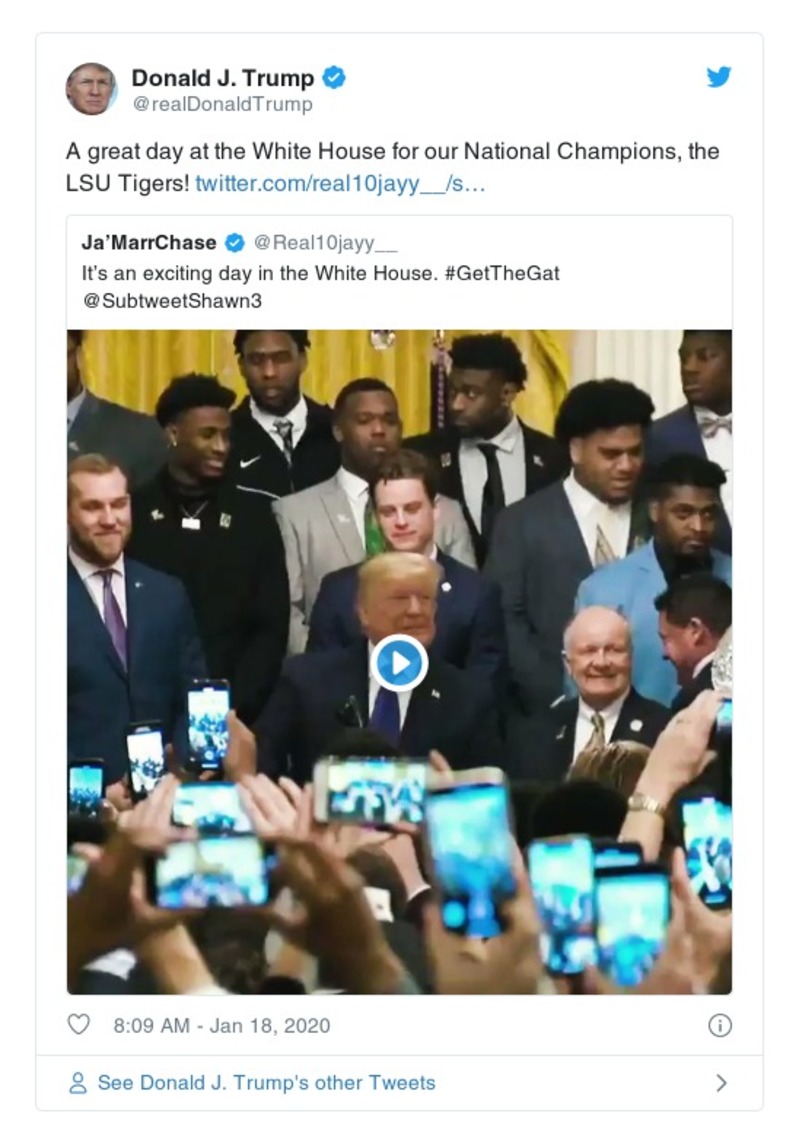 Donald J. Trump
@realDonaldTrump
A great day at the White House for our National Champions, the
LSU Tigers! twitter.com/real10jayy__/s…
Ja’MarrChase @Real10jayy__
It’s an exciting day in the White House. #GetTheGat
@SubtweetShawn3
8:09 AM - Jan 18, 2020
See Donald J. Trump's other Tweets